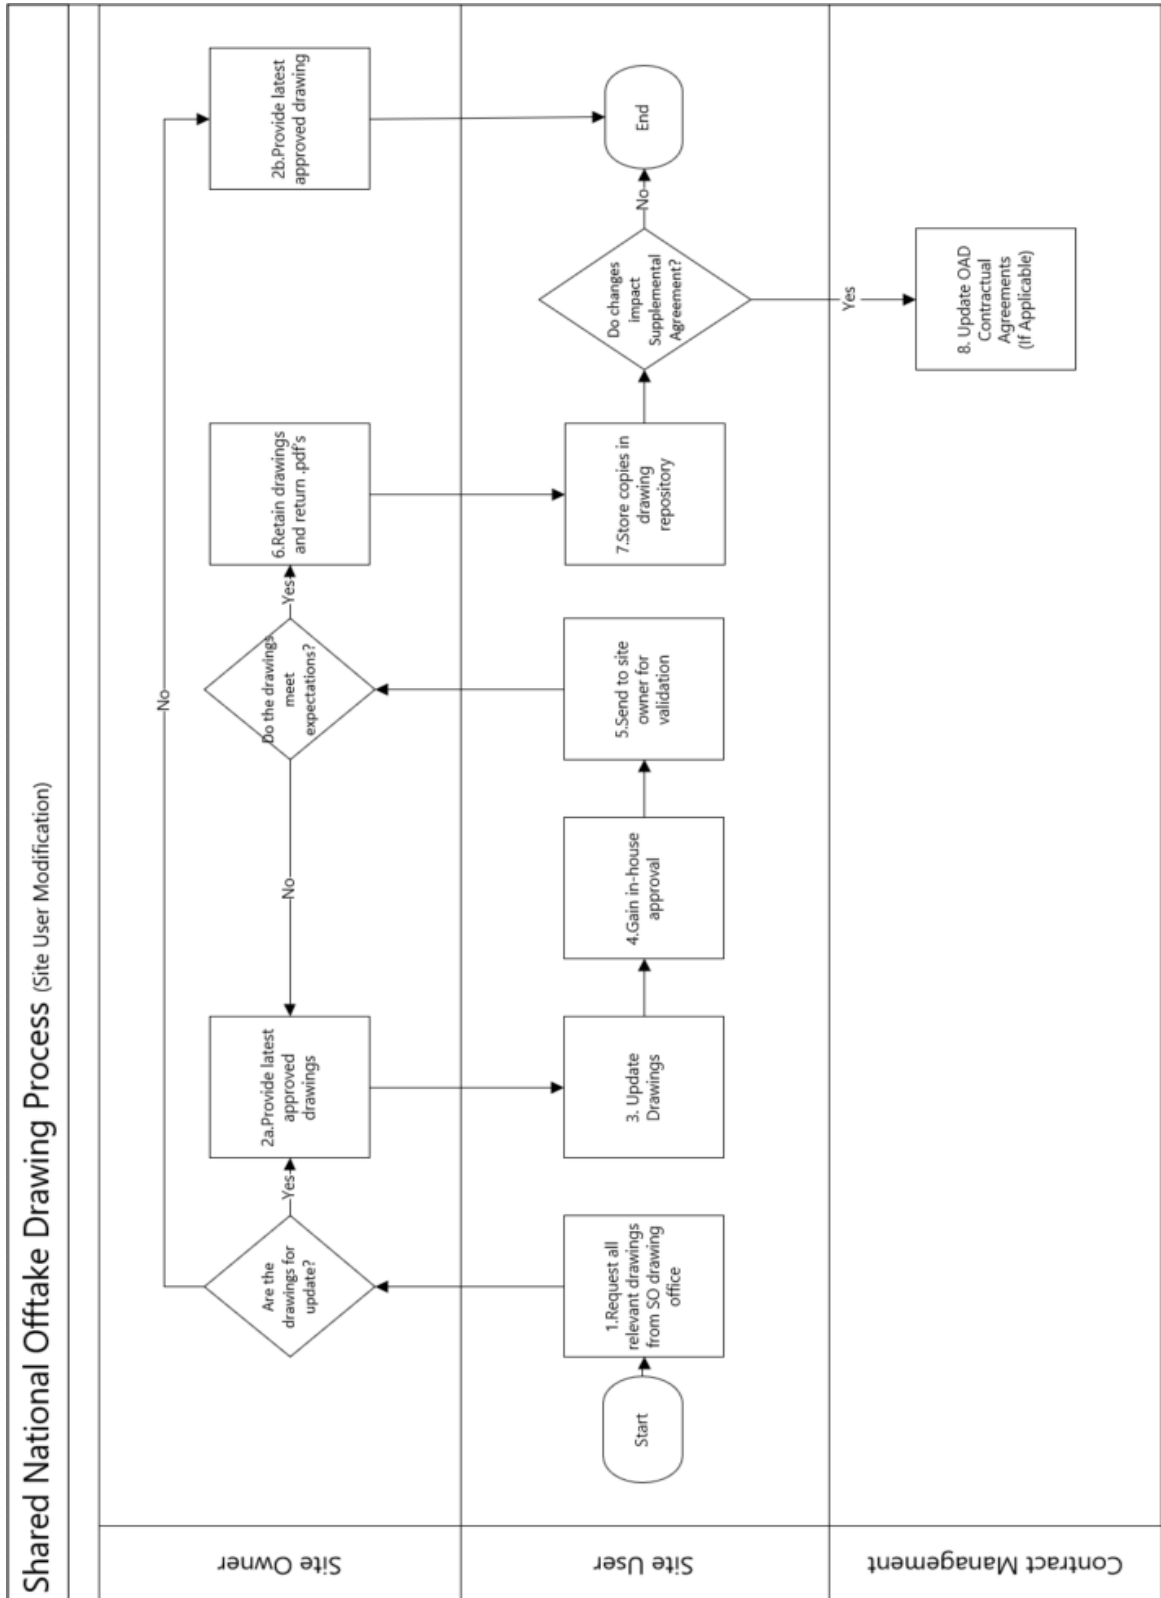 Shared National Offtake Drawing Process (Site User Modification)
Site Owner
Are the
drawings for
update?
No
Yes
2a.Provide latest
approved
drawings
No
Do the drawings
meet
expectations?
Yes
6.Retain drawings
and return .pdf's
2b.Provide latest
approved drawing
Site User
Start
1.Request all
relevant drawings
from SO drawing
office
3. Update
Drawings
4.Gain in-house
approval
5.Send to site
owner for
validation
7.Store copies in
drawing
repository
Do changes
impact
Supplemental
Agreement?
No
End
Yes
Contract Management
8. Update OAD
Contractual
Agreements
(If Applicable)